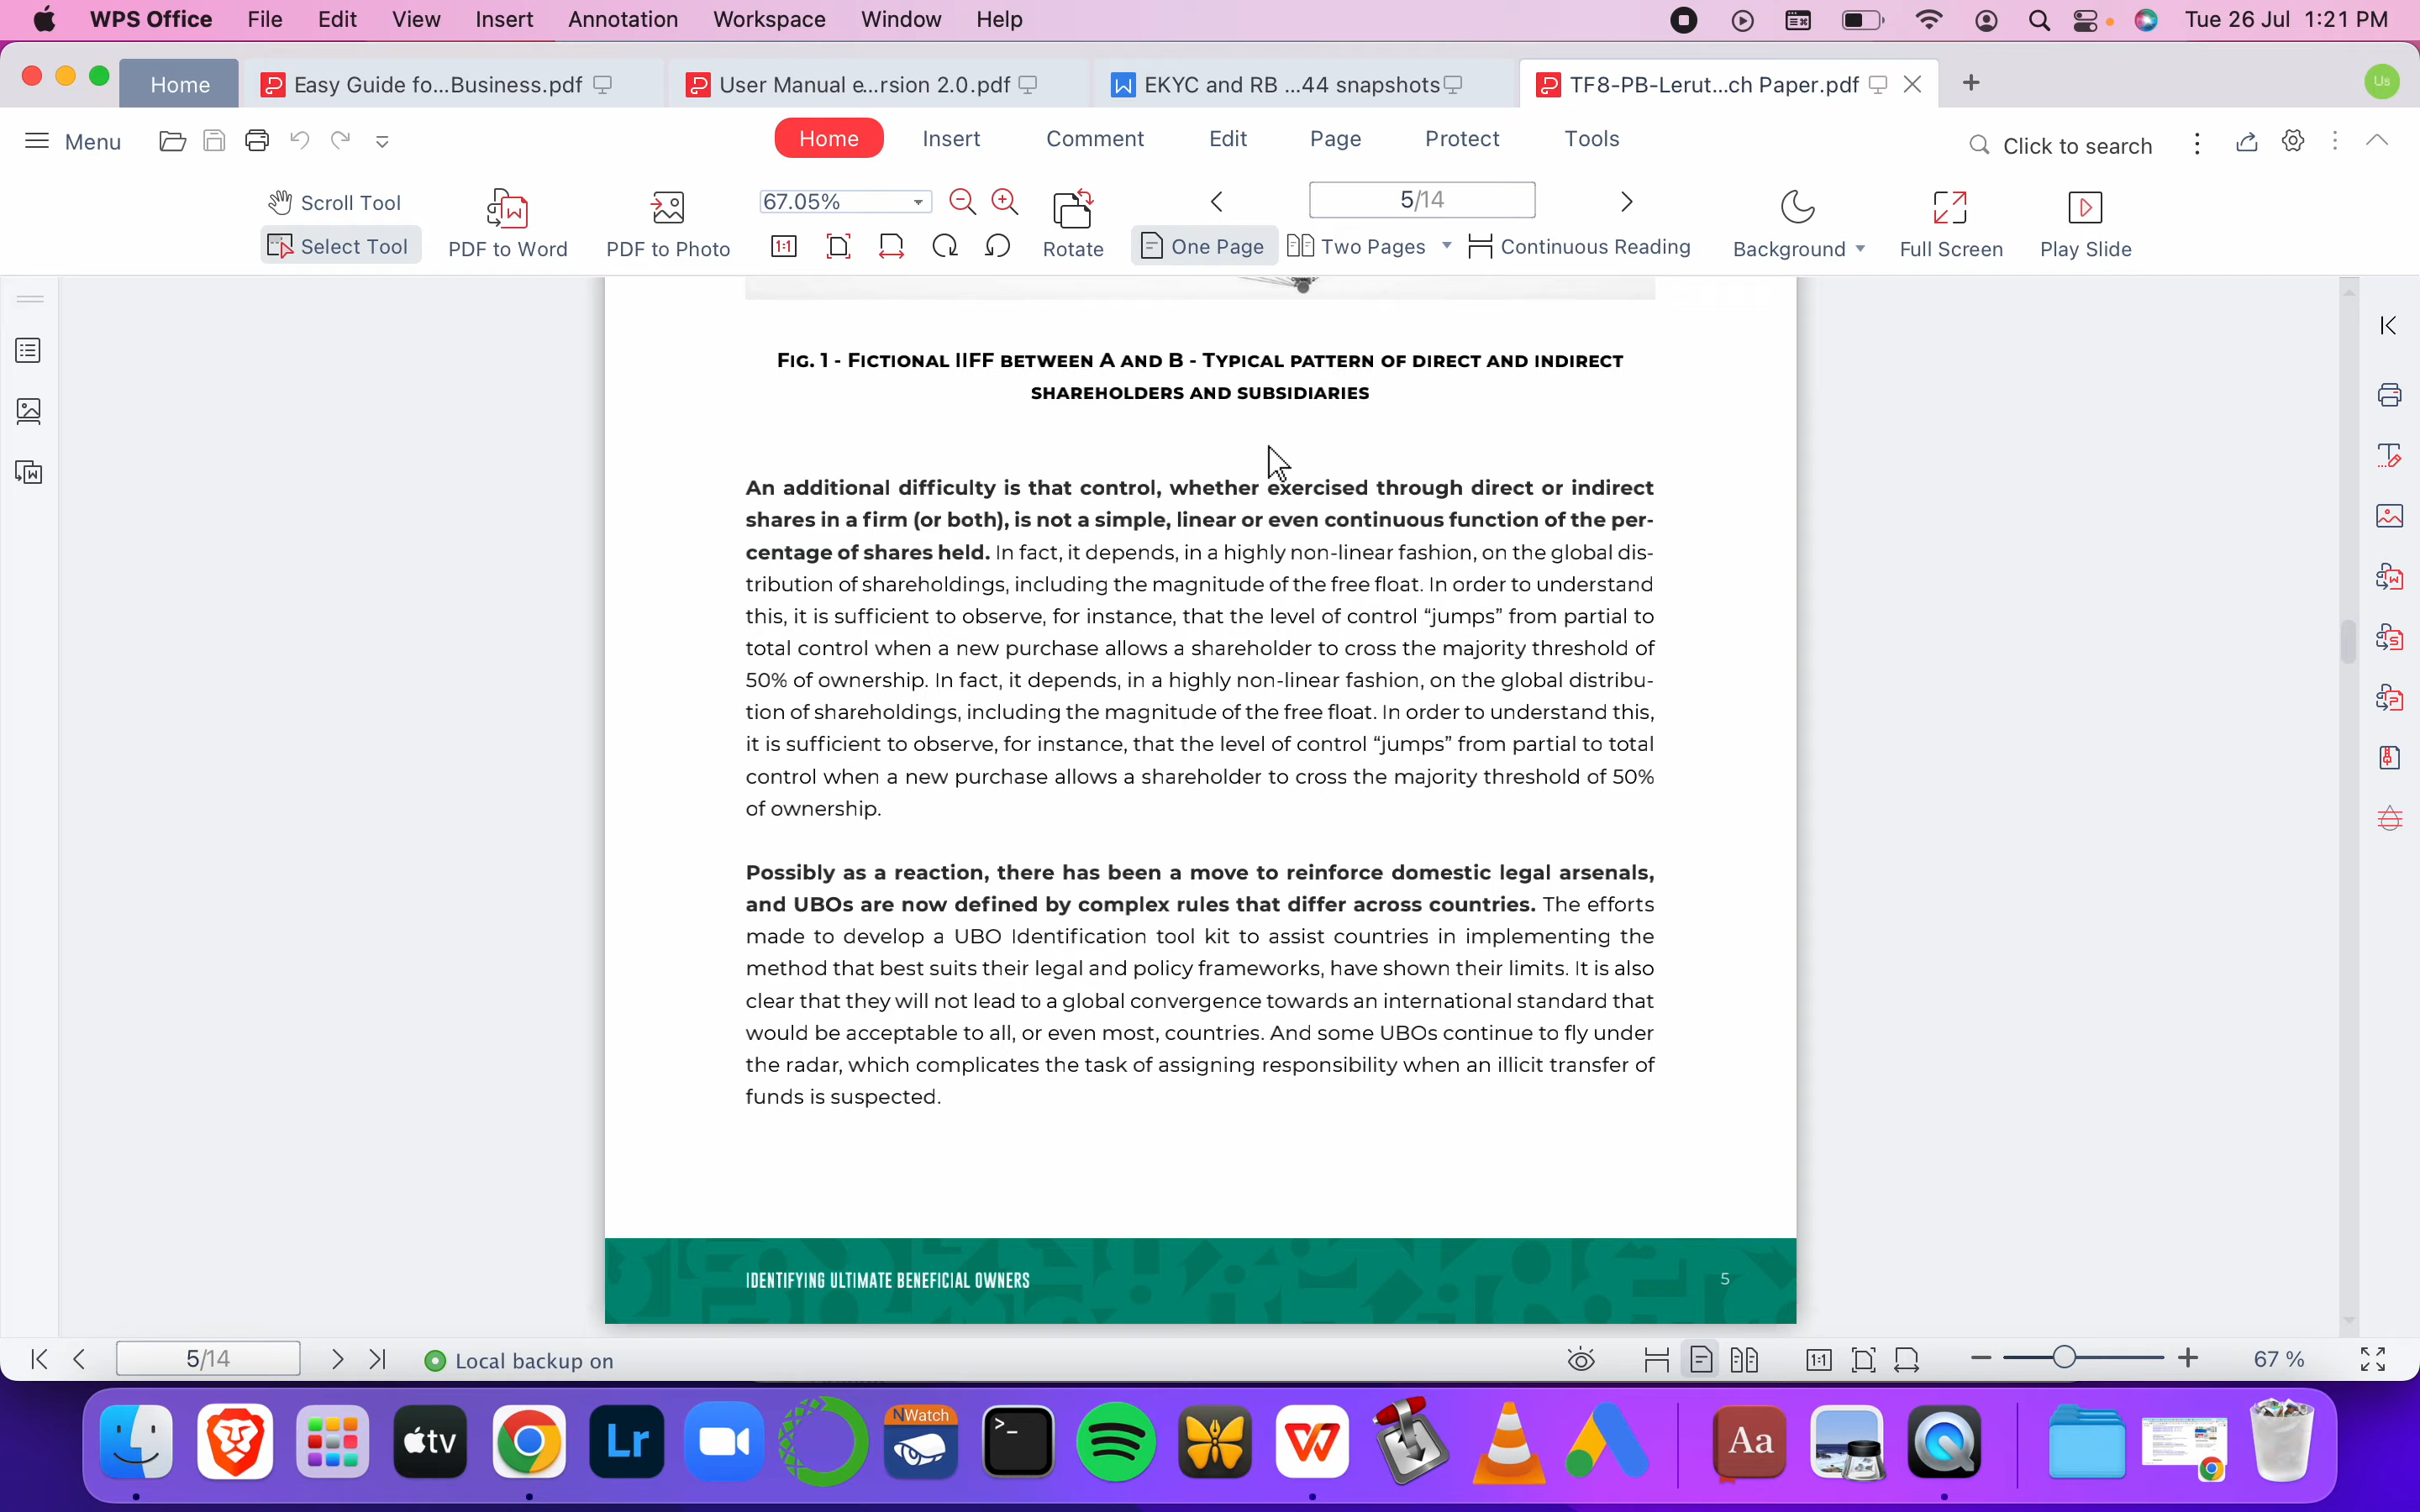 WPS Office File Edit View Insert Annotation Workspace Window Help Tue 26 Jul 1:21 PM
Home Easy Guide fo...Business.pdf User Manual e...rsion 2.0.pdf EKYC and RB ...44 snapshots TF8-PB-Lerut...ch Paper.pdf Us
Menu Home Insert Comment Edit Page Protect Tools Click to search
Scroll Tool 67.05% 5/14
Select Tool PDF to Word PDF to Photo 1:1 Rotate One Page Two Pages Continuous Reading Background Full Screen Play Slide
Fig. 1 - Fictional IIFF between A and B - Typical pattern of direct and indirect
shareholders and subsidiaries
An additional difficulty is that control, whether exercised through direct or indirect
shares in a firm (or both), is not a simple, linear or even continuous function of the per-
centage of shares held. In fact, it depends, in a highly non-linear fashion, on the global dis-
tribution of shareholdings, including the magnitude of the free float. In order to understand
this, it is sufficient to observe, for instance, that the level of control “jumps” from partial to
total control when a new purchase allows a shareholder to cross the majority threshold of
50% of ownership. In fact, it depends, in a highly non-linear fashion, on the global distribu-
tion of shareholdings, including the magnitude of the free float. In order to understand this,
it is sufficient to observe, for instance, that the level of control “jumps” from partial to total
control when a new purchase allows a shareholder to cross the majority threshold of 50%
of ownership.
Possibly as a reaction, there has been a move to reinforce domestic legal arsenals,
and UBOs are now defined by complex rules that differ across countries. The efforts
made to develop a UBO Identification tool kit to assist countries in implementing the
method that best suits their legal and policy frameworks, have shown their limits. It is also
clear that they will not lead to a global convergence towards an international standard that
would be acceptable to all, or even most, countries. And some UBOs continue to fly under
the radar, which complicates the task of assigning responsibility when an illicit transfer of
funds is suspected.
IDENTIFYING ULTIMATE BENEFICIAL OWNERS 5
5/14 Local backup on 1:1 67 %
tv Lr NWatch Aa